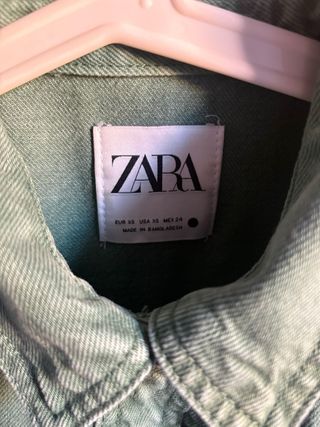 ZARA
EUR XS USA XS MEX 24
MADE IN BANGLADESH